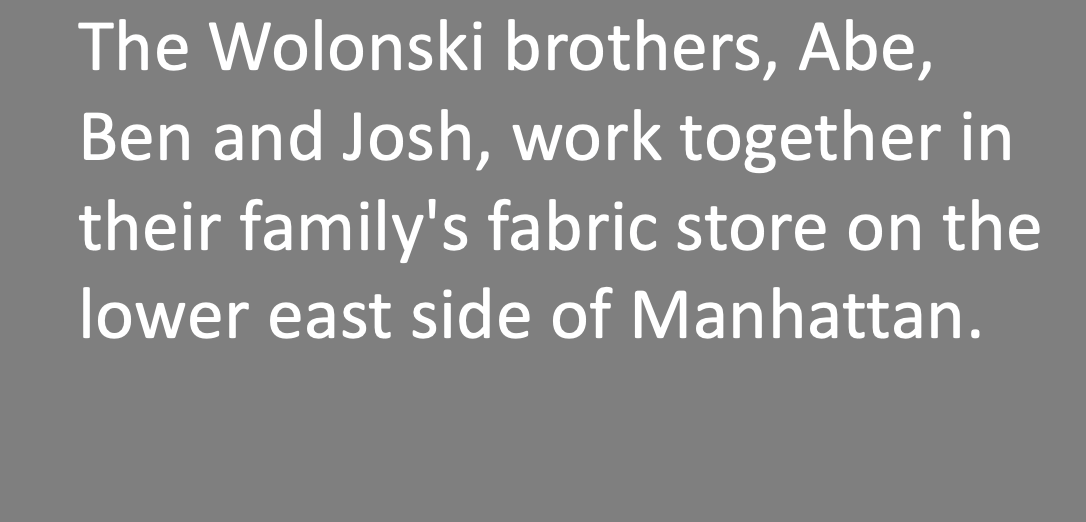 The Wolonski brothers, Abe,
Ben and Josh, work together in
their family's fabric store on the
lower east side of Manhattan.